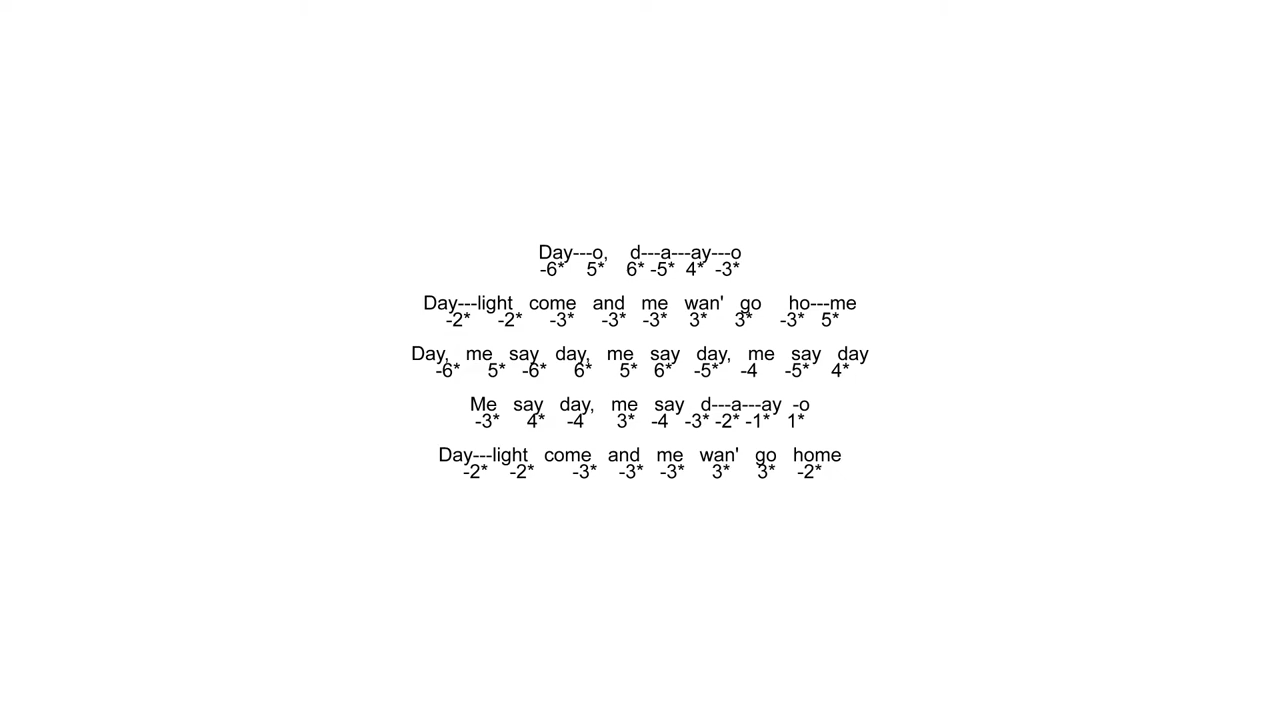 Day---o, d---a---ay---o
-6* 5* 6* -5* 4* -3*
Day---light come and me wan' go ho---me
-2* -2* -3* -3* -3* 3* 3* -3* 5*
Day, me say day, me say day, me say day
-6* 5* -6* 6* 5* 6* -5* -4 -5* 4*
Me say day, me say d---a---ay -o
-3* 4* -4 3* -4 -3* -2* -1* 1*
Day---light come and me wan' go home
-2* -2* -3* -3* -3* 3* 3* -2*